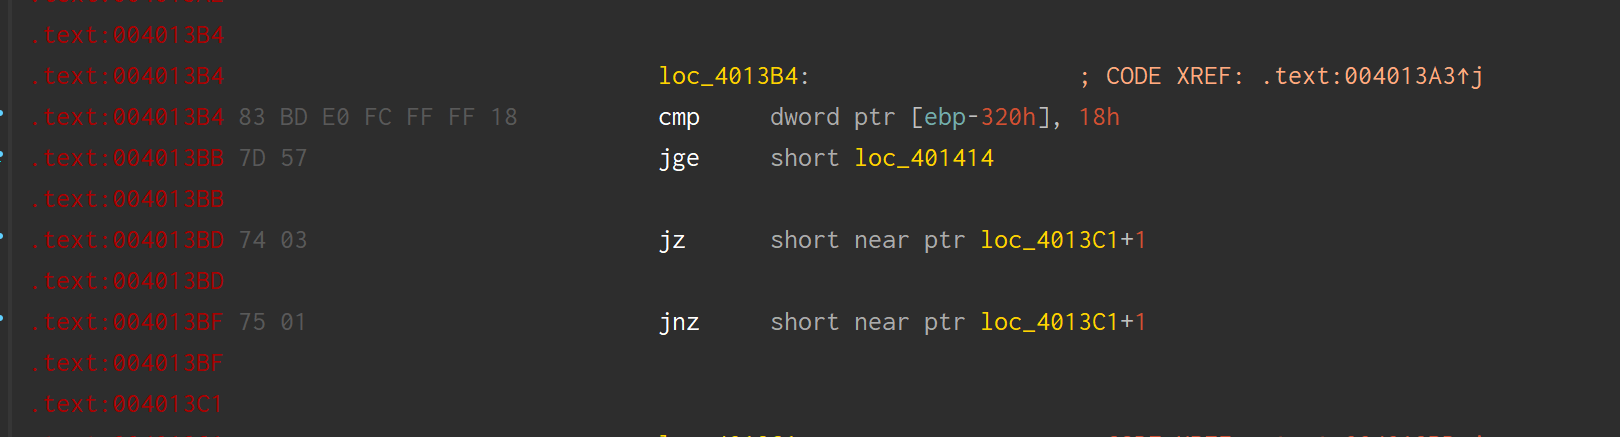 .text:004013B4
.text:004013B4 loc_4013B4: ; CODE XREF: .text:004013A3↑j
.text:004013B4 83 BD E0 FC FF FF 18 cmp dword ptr [ebp-320h], 18h
.text:004013BB 7D 57 jge short loc_401414
.text:004013BB
.text:004013BD 74 03 jz short near ptr loc_4013C1+1
.text:004013BD
.text:004013BF 75 01 jnz short near ptr loc_4013C1+1
.text:004013BF
.text:004013C1